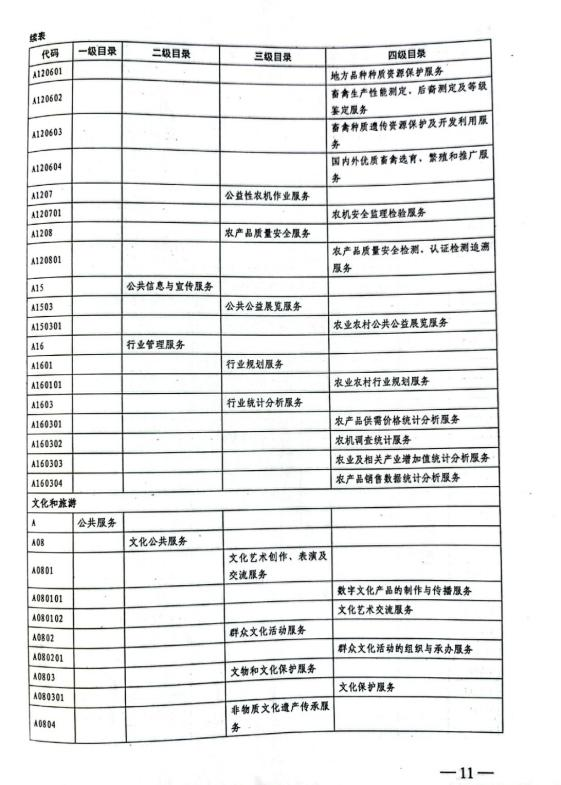 续表
代码 一级目录 二级目录 三级目录 四级目录
A120601 地方品种种质资源保护服务
A120602 畜禽生产性能测定、后裔测定及等级
鉴定服务
A120603 畜禽种质遗传资源保护及开发利用服
务
A120604 国内外优质畜禽选育、繁殖和推广服
务
A1207 公益性农机作业服务
A120701 农机安全监理检验服务
A1208 农产品质量安全服务
A120801 农产品质量安全检测、认证检测追溯
服务
A15 公共信息与宣传服务
A1503 公共公益展览服务
A150301 农业农村公共公益展览服务
A16 行业管理服务
A1601 行业规划服务
A160101 农业农村行业规划服务
A1603 行业统计分析服务
A160301 农产品供需价格统计分析服务
A160302 农机调查统计服务
A160303 农业及相关产业增加值统计分析服务
A160304 农产品销售数据统计分析服务
文化和旅游
A 公共服务
A08 文化公共服务
A0801 文化艺术创作、表演及
交流服务
A080101 数字文化产品的制作与传播服务
A080102 文化艺术交流服务
A0802 群众文化活动服务
A080201 群众文化活动的组织与承办服务
A0803 文物和文化保护服务
A080301 文化保护服务
A0804 非物质文化遗产传承服
务
—11—